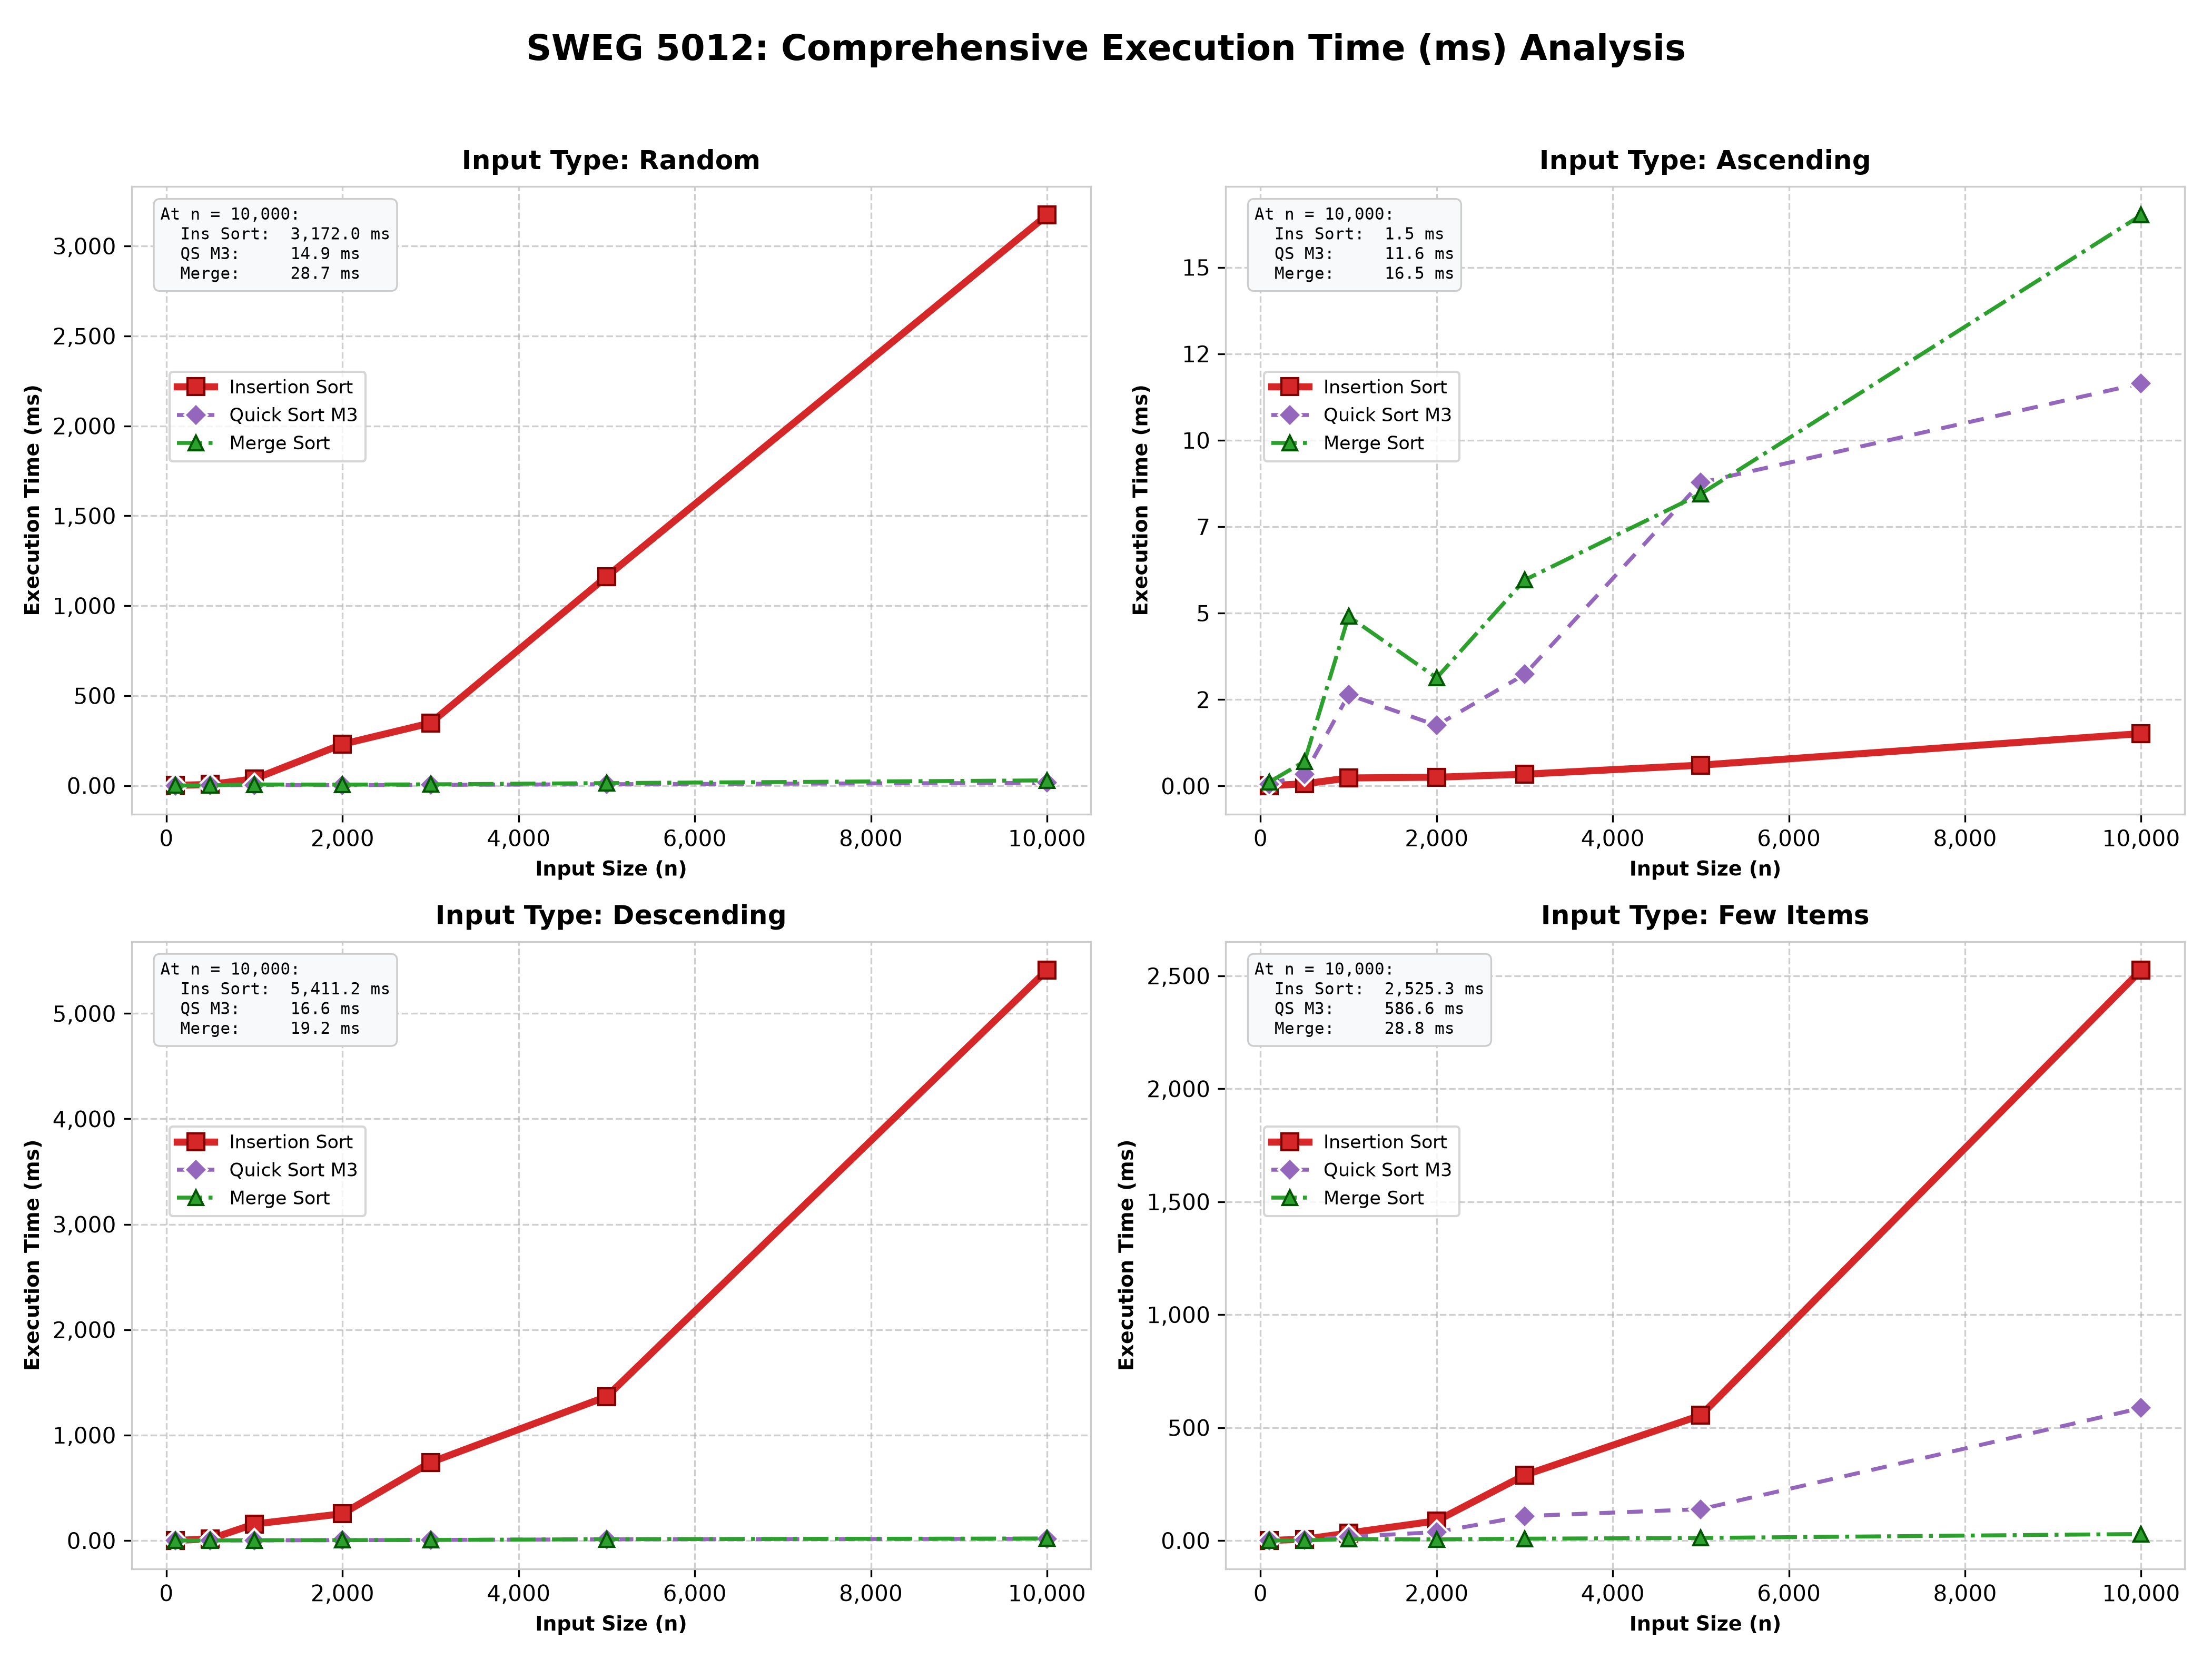 SWEG 5012: Comprehensive Execution Time (ms) Analysis
Input Type: Random
At n = 10,000:
Ins Sort: 3,172.0 ms
QS M3: 14.9 ms
Merge: 28.7 ms
Insertion Sort
Quick Sort M3
Merge Sort
Execution Time (ms)
3,000
2,500
2,000
1,500
1,000
500
0.00
0 2,000 4,000 6,000 8,000 10,000
Input Size (n)
Input Type: Ascending
At n = 10,000:
Ins Sort: 1.5 ms
QS M3: 11.6 ms
Merge: 16.5 ms
Insertion Sort
Quick Sort M3
Merge Sort
Execution Time (ms)
15
12
10
7
5
2
0.00
0 2,000 4,000 6,000 8,000 10,000
Input Size (n)
Input Type: Descending
At n = 10,000:
Ins Sort: 5,411.2 ms
QS M3: 16.6 ms
Merge: 19.2 ms
Insertion Sort
Quick Sort M3
Merge Sort
Execution Time (ms)
5,000
4,000
3,000
2,000
1,000
0.00
0 2,000 4,000 6,000 8,000 10,000
Input Size (n)
Input Type: Few Items
At n = 10,000:
Ins Sort: 2,525.3 ms
QS M3: 586.6 ms
Merge: 28.8 ms
Insertion Sort
Quick Sort M3
Merge Sort
Execution Time (ms)
2,500
2,000
1,500
1,000
500
0.00
0 2,000 4,000 6,000 8,000 10,000
Input Size (n)